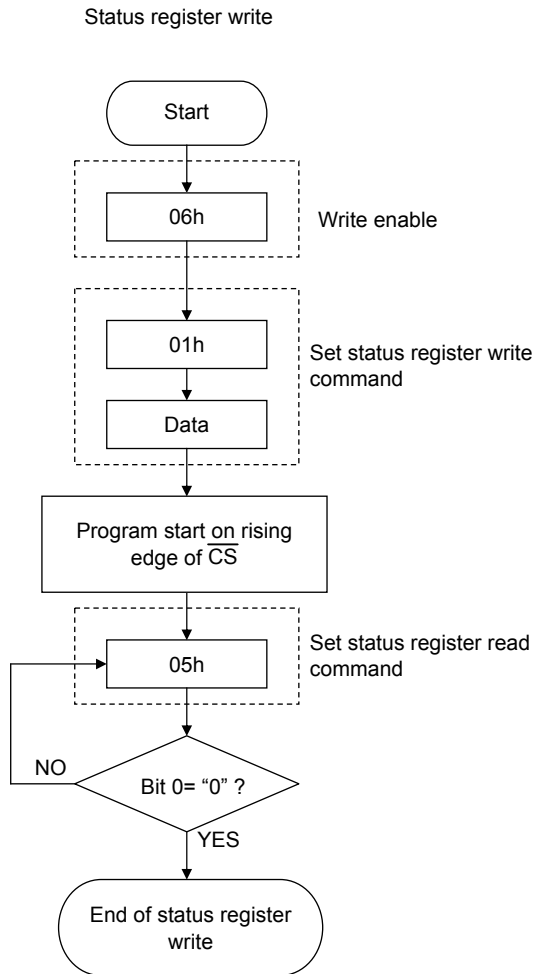 Status register write
Start
06h
Write enable
01h
Set status register write
command
Data
Program start on rising
edge of C̅S̅
05h
Set status register read
command
NO
Bit 0= “0” ?
YES
End of status register
write